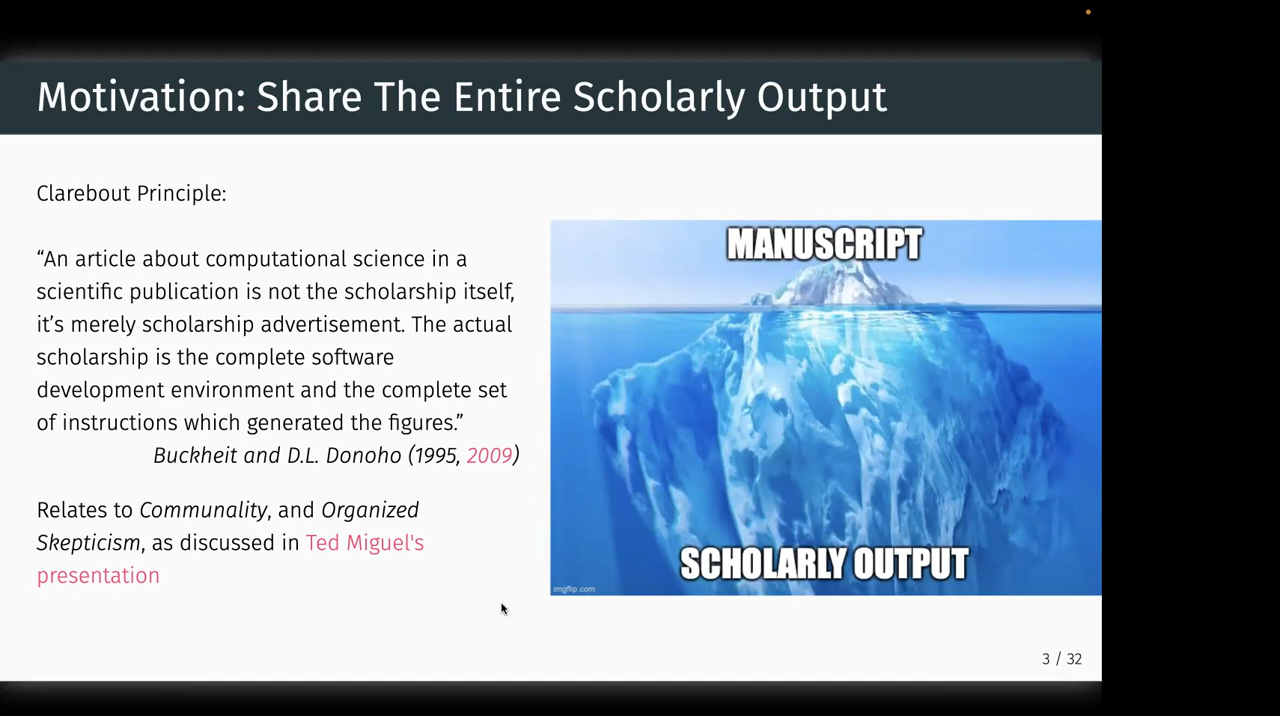 Motivation: Share The Entire Scholarly Output
Clarebout Principle:
“An article about computational science in a
scientific publication is not the scholarship itself,
it’s merely scholarship advertisement. The actual
scholarship is the complete software
development environment and the complete set
of instructions which generated the figures.”
Buckheit and D.L. Donoho (1995, 2009)
Relates to Communality, and Organized
Skepticism, as discussed in Ted Miguel's
presentation
MANUSCRIPT
SCHOLARLY OUTPUT
imgflip.com
3 / 32